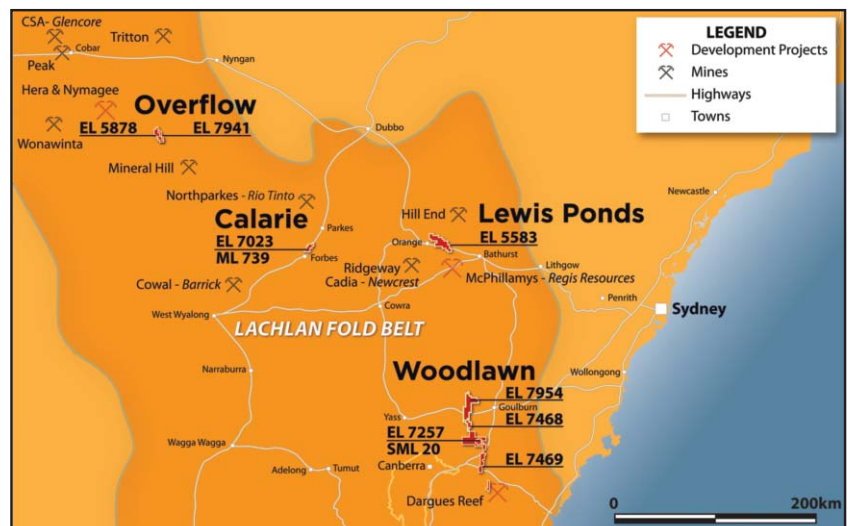 CSA- Glencore
Tritton
Cobar
Peak
Nyngan
Hera & Nymagee
Overflow
EL 5878 EL 7941
Wonawinta
Dubbo
Mineral Hill
Northparkes - Rio Tinto
Calarie
EL 7023
ML 739
Parkes
Forbes
Cowal - Barrick
Hill End
Lewis Ponds
EL 5583
Orange
Bathurst
Ridgeway
Cadia - Newcrest
McPhillamys - Regis Resources
Lithgow
Newcastle
Penrith
Sydney
Cowra
West Wyalong
LACHLAN FOLD BELT
Narraburra
Woodlawn
EL 7954
EL 7468
Wollongong
Yass
Goulburn
EL 7257
SML 20
EL 7469
Wagga Wagga
Adelong
Tumut
Canberra
Dargues Reef
LEGEND
Development Projects
Mines
Highways
Towns
0 200km